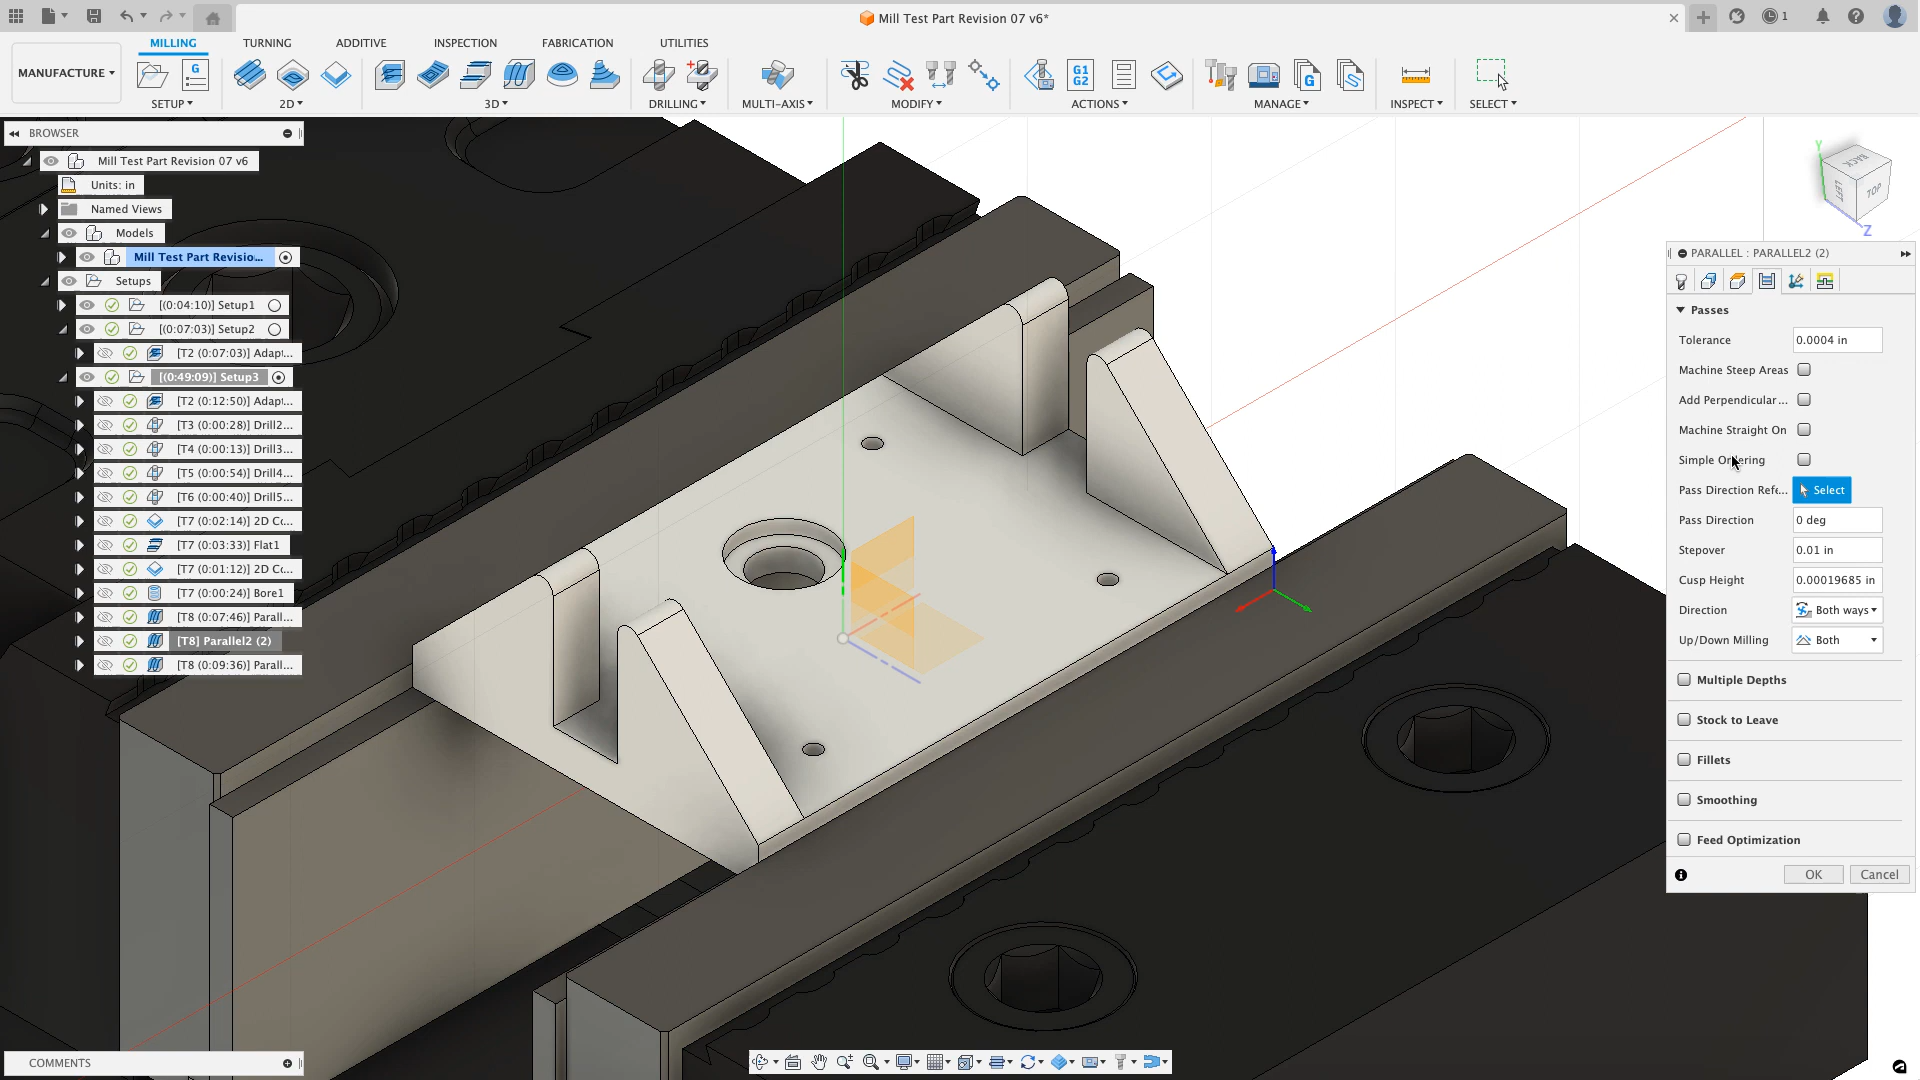 Mill Test Part Revision 07 v6*
1
MANUFACTURE
MILLING
TURNING
ADDITIVE
INSPECTION
FABRICATION
UTILITIES
G
G1
G2
G
SETUP
2D
3D
DRILLING
MULTI-AXIS
MODIFY
ACTIONS
MANAGE
INSPECT
SELECT
BROWSER
Mill Test Part Revision 07 v6
Units: in
Named Views
Models
Mill Test Part Revisio...
Setups
[(0:04:10)] Setup1
[(0:07:03)] Setup2
[T2 (0:07:03)] Adap...
[(0:49:09)] Setup3
[T2 (0:12:50)] Adap...
[T3 (0:00:28)] Drill2...
[T4 (0:00:13)] Drill3...
[T5 (0:00:54)] Drill4...
[T6 (0:00:40)] Drill5...
[T7 (0:02:14)] 2D C...
[T7 (0:03:33)] Flat1
[T7 (0:01:12)] 2D C...
[T7 (0:00:24)] Bore1
[T8 (0:07:46)] Parall...
[T8] Parallel2 (2)
[T8 (0:09:36)] Parall...
COMMENTS
Y
BACK
LEFT
TOP
Z
PARALLEL : PARALLEL2 (2)
Passes
Tolerance 0.0004 in
Machine Steep Areas
Add Perpendicular ...
Machine Straight On
Simple Ordering
Pass Direction Refe... Select
Pass Direction 0 deg
Stepover 0.01 in
Cusp Height 0.00019685 in
Direction Both ways
Up/Down Milling Both
Multiple Depths
Stock to Leave
Fillets
Smoothing
Feed Optimization
OK Cancel